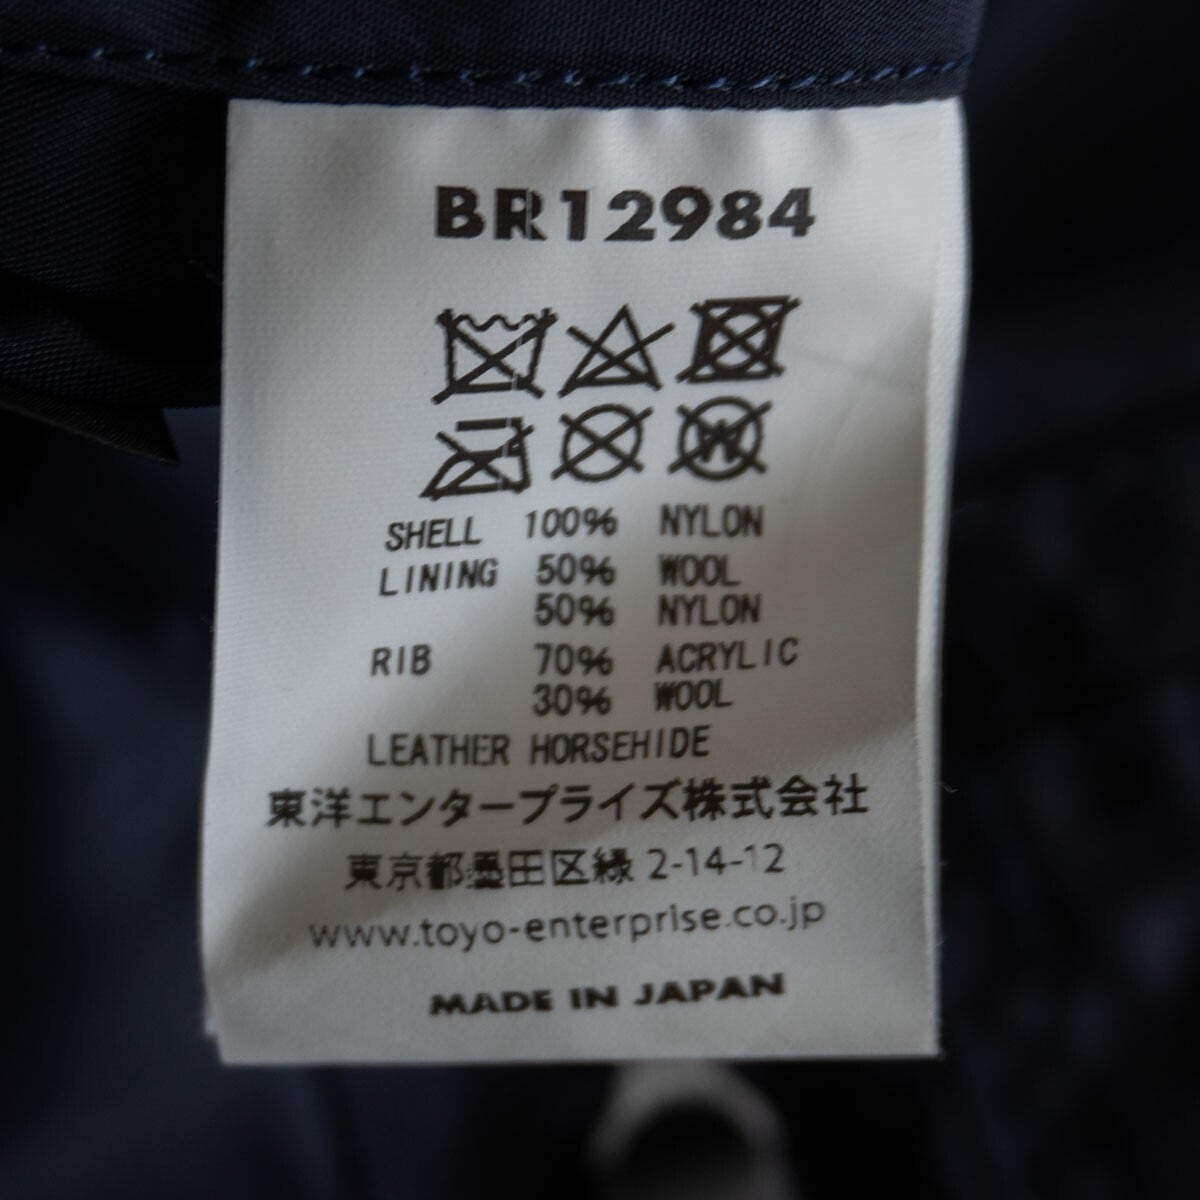 BR12984
W
SHELL 100% NYLON
LINING 50% WOOL
50% NYLON
RIB 70% ACRYLIC
30% WOOL
LEATHER HORSEHIDE
東洋エンタープライズ株式会社
東京都墨田区緑 2-14-12
www.toyo-enterprise.co.jp
MADE IN JAPAN